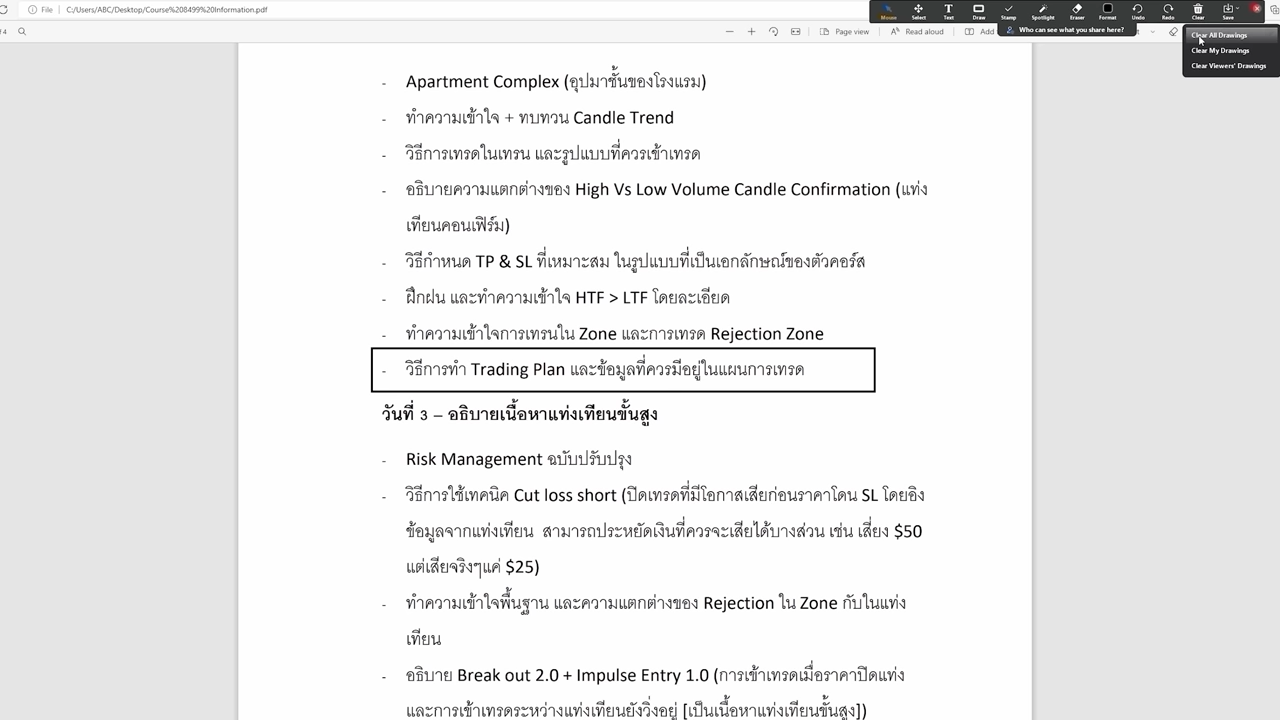 File | C:/Users/ABC/Desktop/Course%208499%20Information.pdf
Mouse Select Text Draw Stamp Spotlight Eraser Format Undo Redo Clear Save
Who can see what you share here?
Page view Read aloud Add
Clear All Drawings
Clear My Drawings
Clear Viewers' Drawings
- Apartment Complex (อุปมาชั้นของโรงแรม)
- ทำความเข้าใจ + ทบทวน Candle Trend
- วิธีการเทรดในเทรน และรูปแบบที่ควรเข้าเทรด
- อธิบายความแตกต่างของ High Vs Low Volume Candle Confirmation (แท่ง
เทียนคอนเฟิร์ม)
- วิธีกำหนด TP & SL ที่เหมาะสม ในรูปแบบที่เป็นเอกลักษณ์ของตัวคอร์ส
- ฝึกฝน และทำความเข้าใจ HTF > LTF โดยละเอียด
- ทำความเข้าใจการเทรนใน Zone และการเทรด Rejection Zone
- วิธีการทำ Trading Plan และข้อมูลที่ควรมีอยู่ในแผนการเทรด
วันที่ 3 – อธิบายเนื้อหาแท่งเทียนขั้นสูง
- Risk Management ฉบับปรับปรุง
- วิธีการใช้เทคนิค Cut loss short (ปิดเทรดที่มีโอกาสเสียก่อนราคาโดน SL โดยอิง
ข้อมูลจากแท่งเทียน สามารถประหยัดเงินที่ควรจะเสียได้บางส่วน เช่น เสี่ยง $50
แต่เสียจริงๆแค่ $25)
- ทำความเข้าใจพื้นฐาน และความแตกต่างของ Rejection ใน Zone กับในแท่ง
เทียน
- อธิบาย Break out 2.0 + Impulse Entry 1.0 (การเข้าเทรดเมื่อราคาปิดแท่ง
และการเข้าเทรดระหว่างแท่งเทียนยังวิ่งอยู่ [เป็นเนื้อหาแท่งเทียนขั้นสูง])